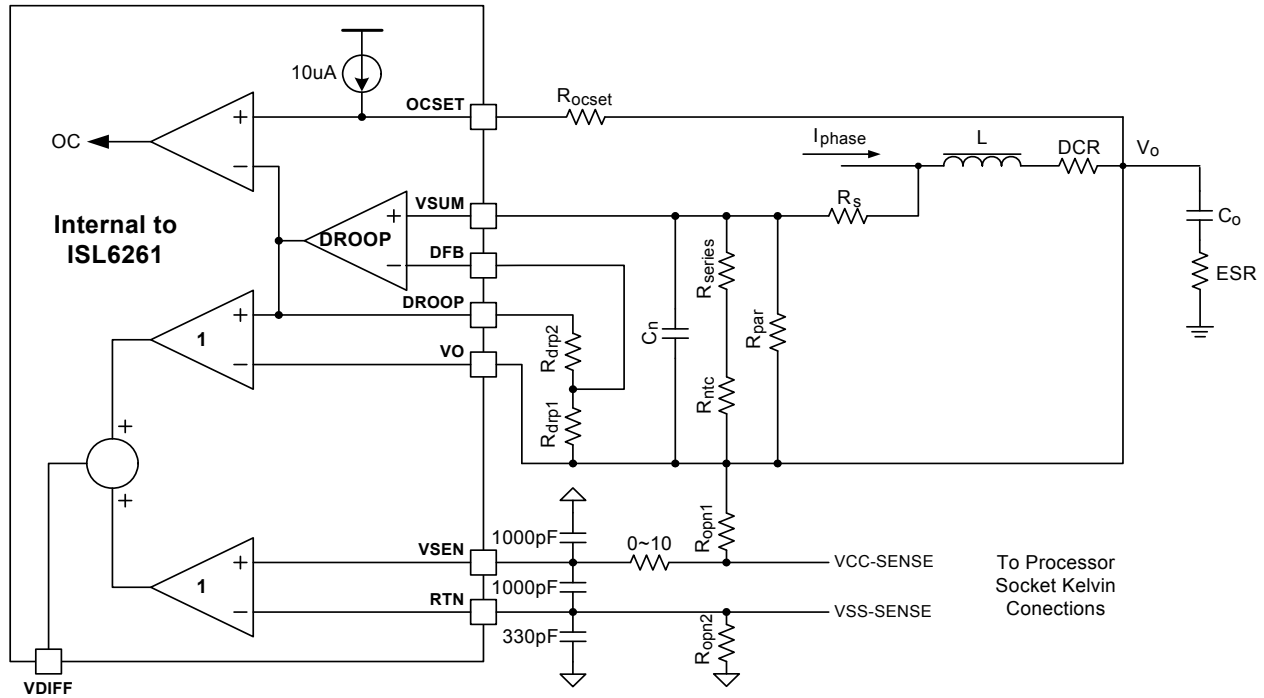 10uA
OCSET
Rocset
OC
+
−
Iphase
L
DCR
Vo
VSUM
Rs
Co
ESR
Internal to
ISL6261
DROOP
+
−
DFB
DROOP
Rseries
Cn
Rpar
Rdrp2
Rntc
Rdrp1
+
1
−
VO
+
+
1000pF
0~10
Ropn1
VSEN
VCC-SENSE
To Processor
Socket Kelvin
Conections
+
1
−
1000pF
RTN
VSS-SENSE
330pF
Ropn2
VDIFF